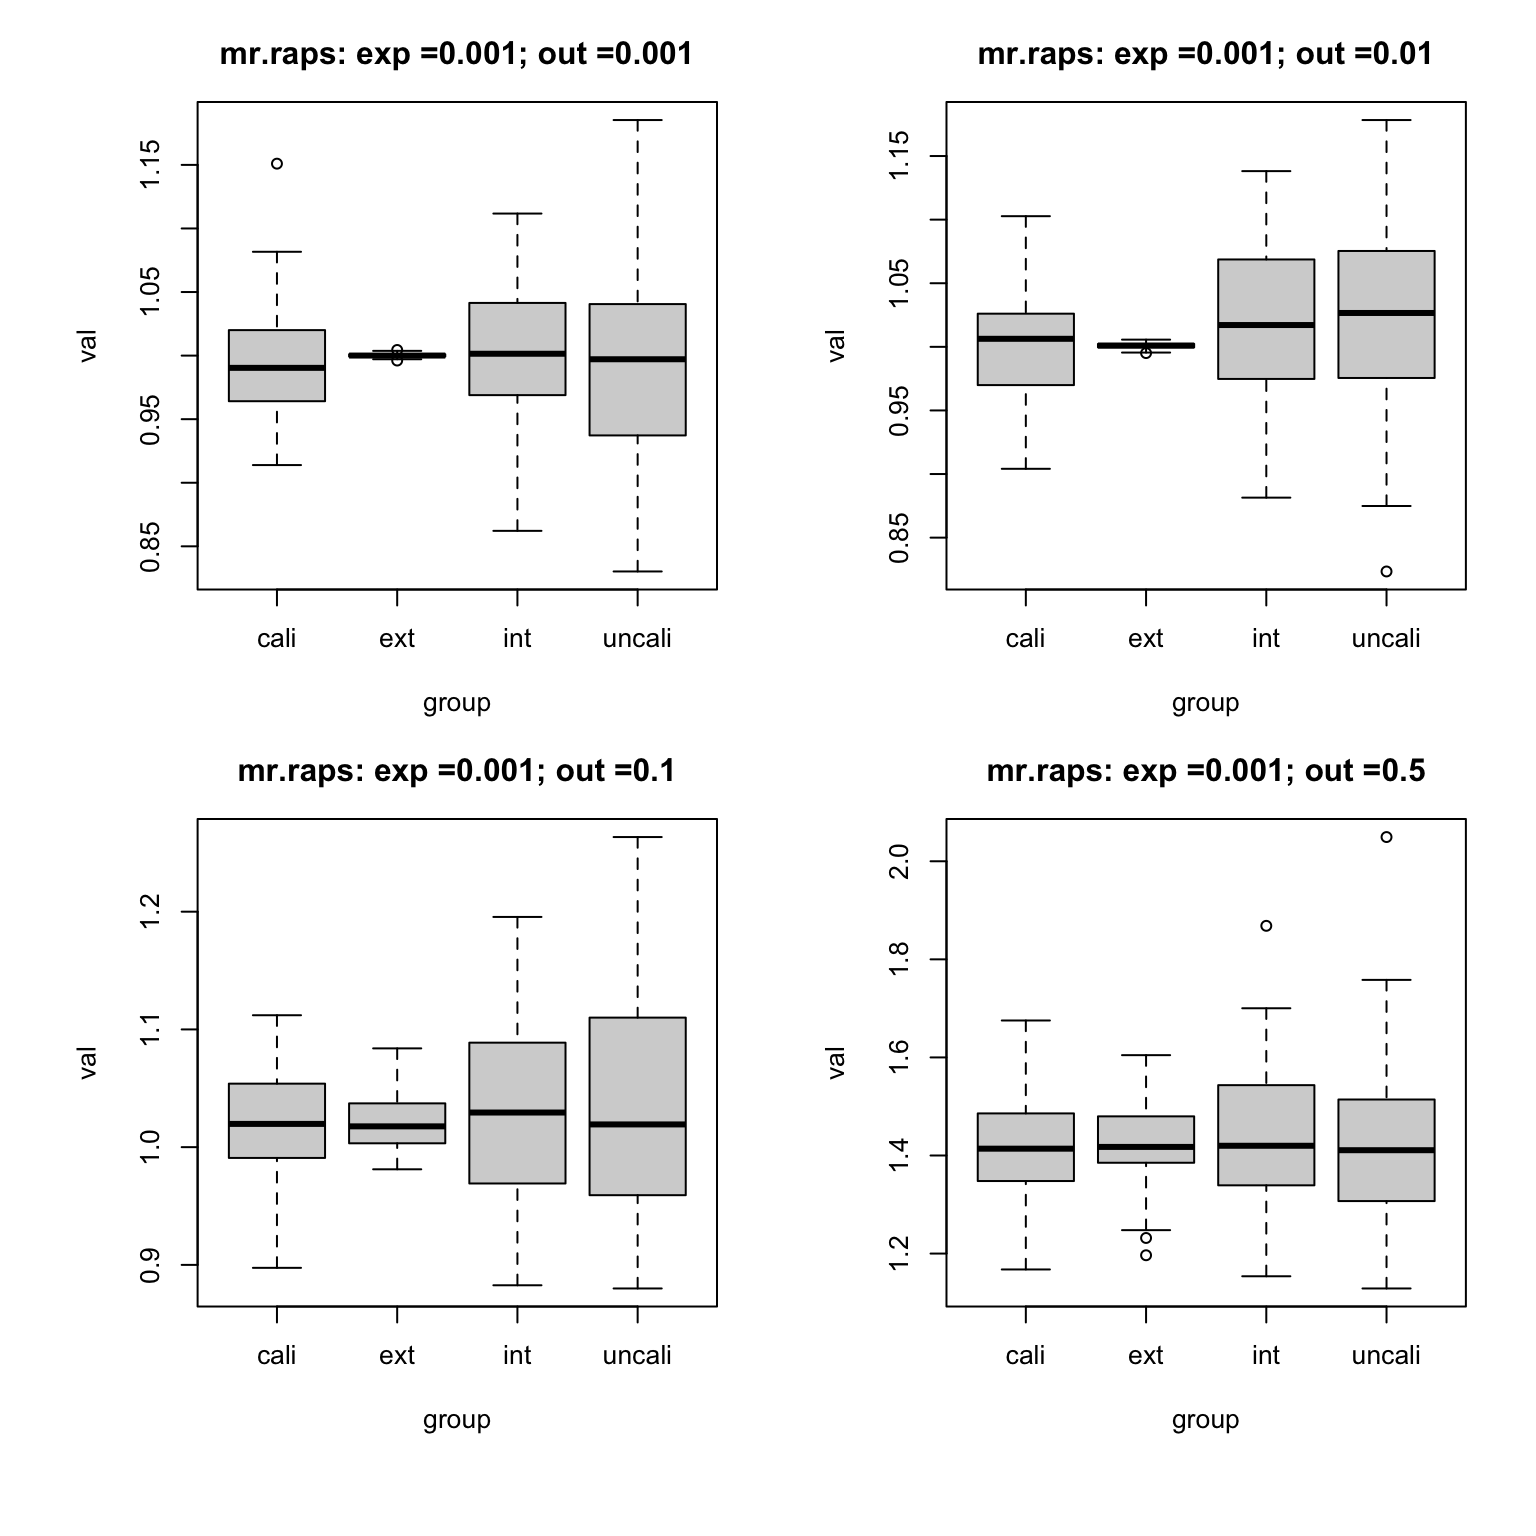 mr.raps: exp =0.001; out =0.001
val
1.15
1.05
0.95
0.85
cali ext int uncali
group
mr.raps: exp =0.001; out =0.01
val
1.15
1.05
0.95
0.85
cali ext int uncali
group
mr.raps: exp =0.001; out =0.1
val
1.2
1.1
1.0
0.9
cali ext int uncali
group
mr.raps: exp =0.001; out =0.5
val
2.0
1.8
1.6
1.4
1.2
cali ext int uncali
group